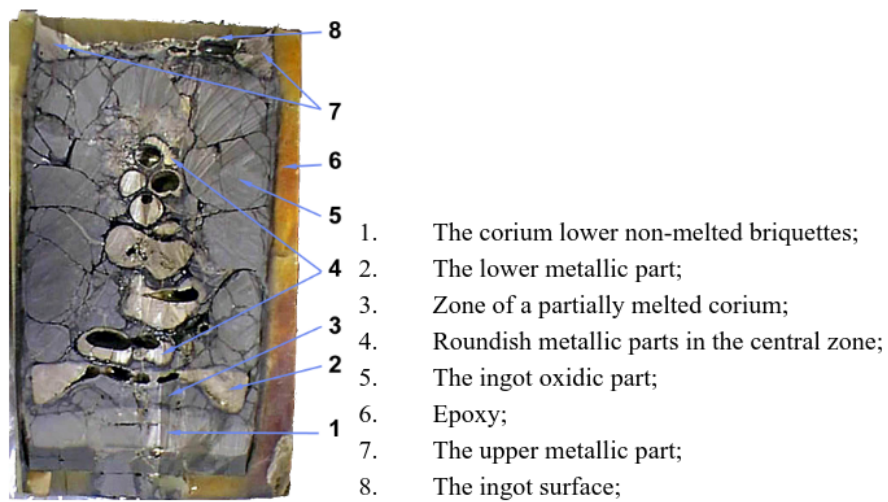 8
7
6
5
4
3
2
1
1. The corium lower non-melted briquettes;
2. The lower metallic part;
3. Zone of a partially melted corium;
4. Roundish metallic parts in the central zone;
5. The ingot oxidic part;
6. Epoxy;
7. The upper metallic part;
8. The ingot surface;